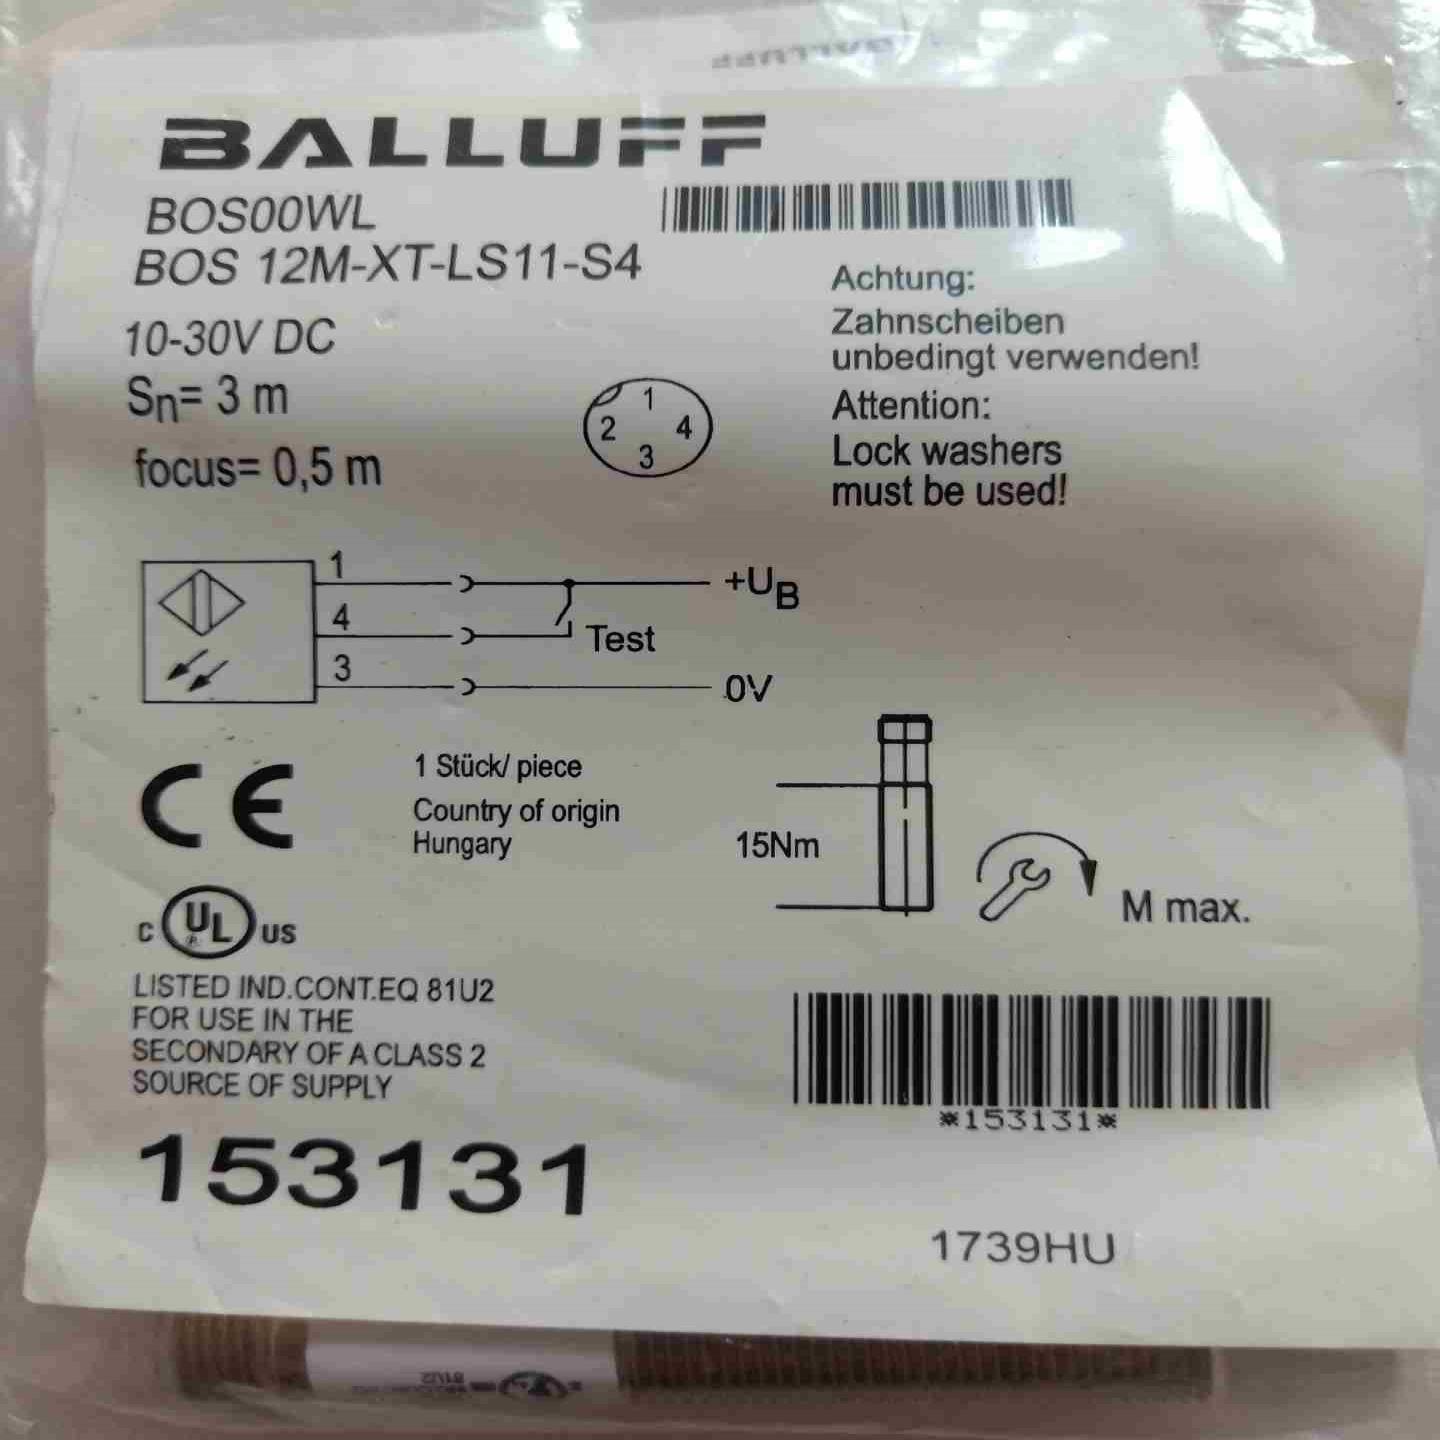 BALLUFF
BOS00WL
BOS 12M-XT-LS11-S4
10-30V DC
Sn= 3 m
focus= 0,5 m
1
2 4
3
Achtung:
Zahnscheiben
unbedingt verwenden!
Attention:
Lock washers
must be used!
1
+UB
4
Test
3
0V
CE
1 Stück/ piece
Country of origin
Hungary
15Nm
M max.
C UL US
LISTED IND.CONT.EQ 81U2
FOR USE IN THE
SECONDARY OF A CLASS 2
SOURCE OF SUPPLY
*153131*
153131
1739HU
81U2